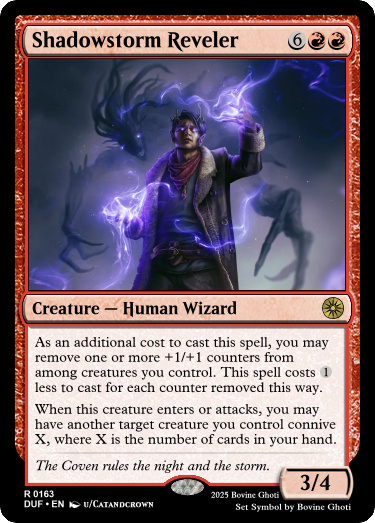 Shadowstorm Reveler 6
Creature — Human Wizard
As an additional cost to cast this spell, you may
remove one or more +1/+1 counters from
among creatures you control. This spell costs 1
less to cast for each counter removed this way.
When this creature enters or attacks, you may
have another target creature you control connive
X, where X is the number of cards in your hand.
The Coven rules the night and the storm.
3/4
R 0163
DUF • EN u/Catandcrown
2025 Bovine Ghoti
Set Symbol by Bovine Ghoti